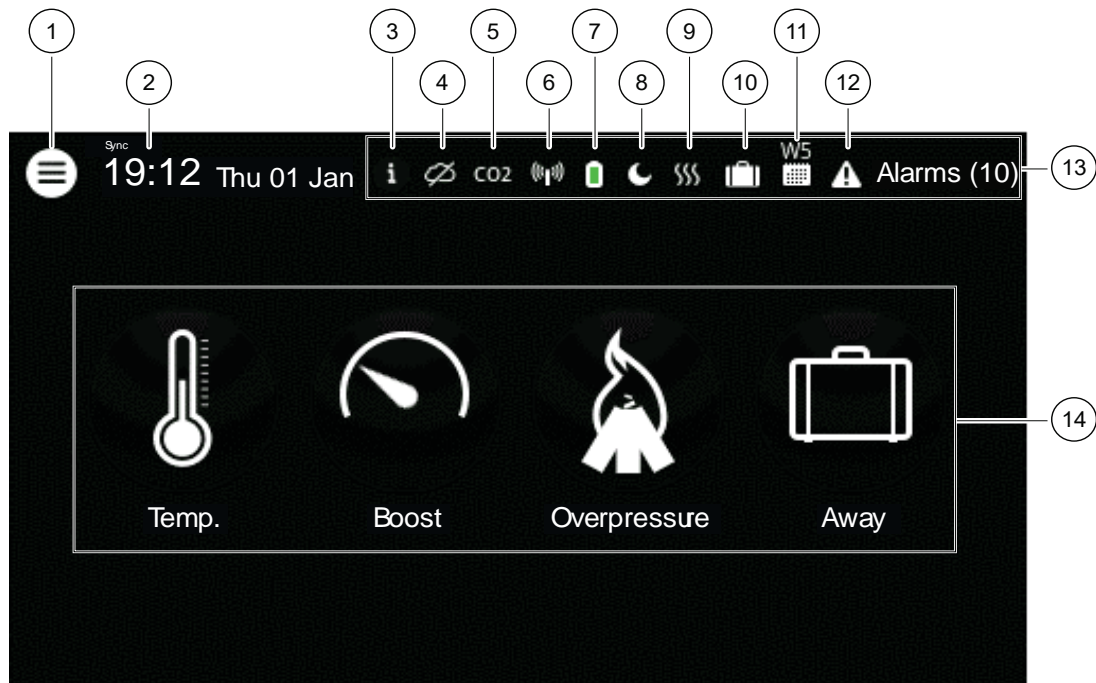 1
2
3
4
5
6
7
8
9
10
11
12
13
14
Sync
19:12 Thu 01 Jan
i
CO2
W5
Alarms (10)
Temp.
Boost
Overpressure
Away